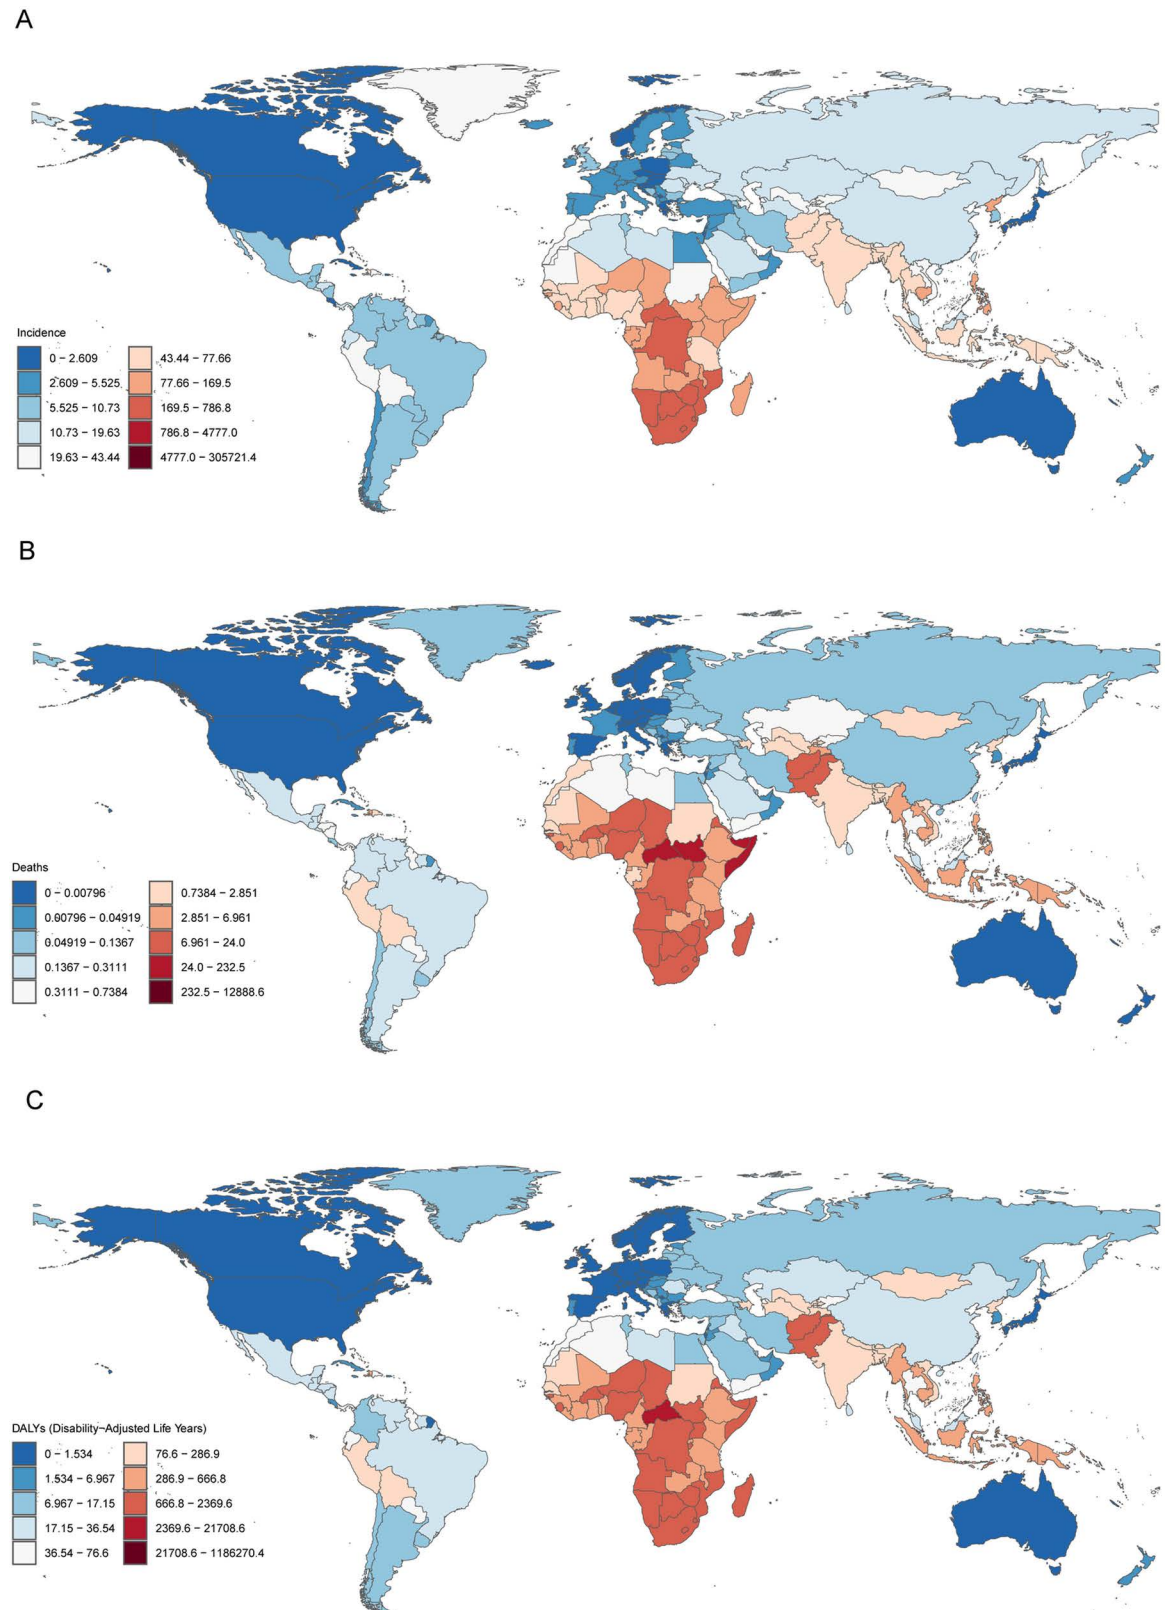 A
Incidence
0 – 2.609
43.44 – 77.66
2.609 – 5.525
77.66 – 169.5
5.525 – 10.73
169.5 – 786.8
10.73 – 19.63
786.8 – 4777.0
19.63 – 43.44
4777.0 – 305721.4
B
Deaths
0 – 0.00796
0.7384 – 2.851
0.00796 – 0.04919
2.851 – 6.961
0.04919 – 0.1367
6.961 – 24.0
0.1367 – 0.3111
24.0 – 232.5
0.3111 – 0.7384
232.5 – 12888.6
C
DALYs (Disability–Adjusted Life Years)
0 – 1.534
76.6 – 286.9
1.534 – 6.967
286.9 – 666.8
6.967 – 17.15
666.8 – 2369.6
17.15 – 36.54
2369.6 – 21708.6
36.54 – 76.6
21708.6 – 1186270.4